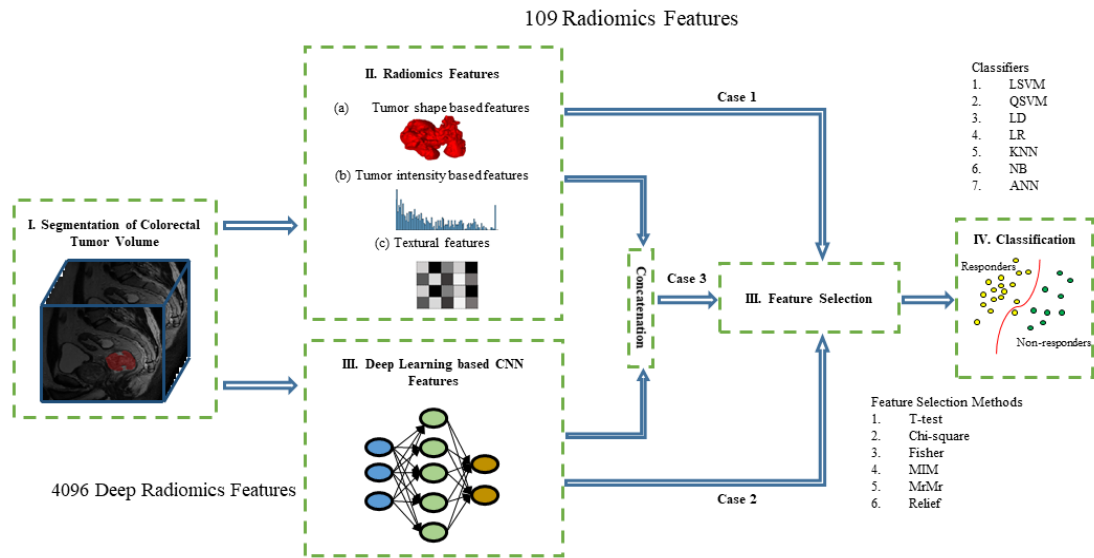 109 Radiomics Features
II. Radiomics Features
(a) Tumor shape based features
(b) Tumor intensity based features
(c) Textural features
I. Segmentation of Colorectal
Tumor Volume
III. Deep Learning based CNN
Features
4096 Deep Radiomics Features
Case 1
Concatenation
Case 3
Case 2
III. Feature Selection
Classifiers
1. LSVM
2. QSVM
3. LD
4. LR
5. KNN
6. NB
7. ANN
IV. Classification
Responders
Non-responders
Feature Selection Methods
1. T-test
2. Chi-square
3. Fisher
4. MIM
5. MrMr
6. Relief